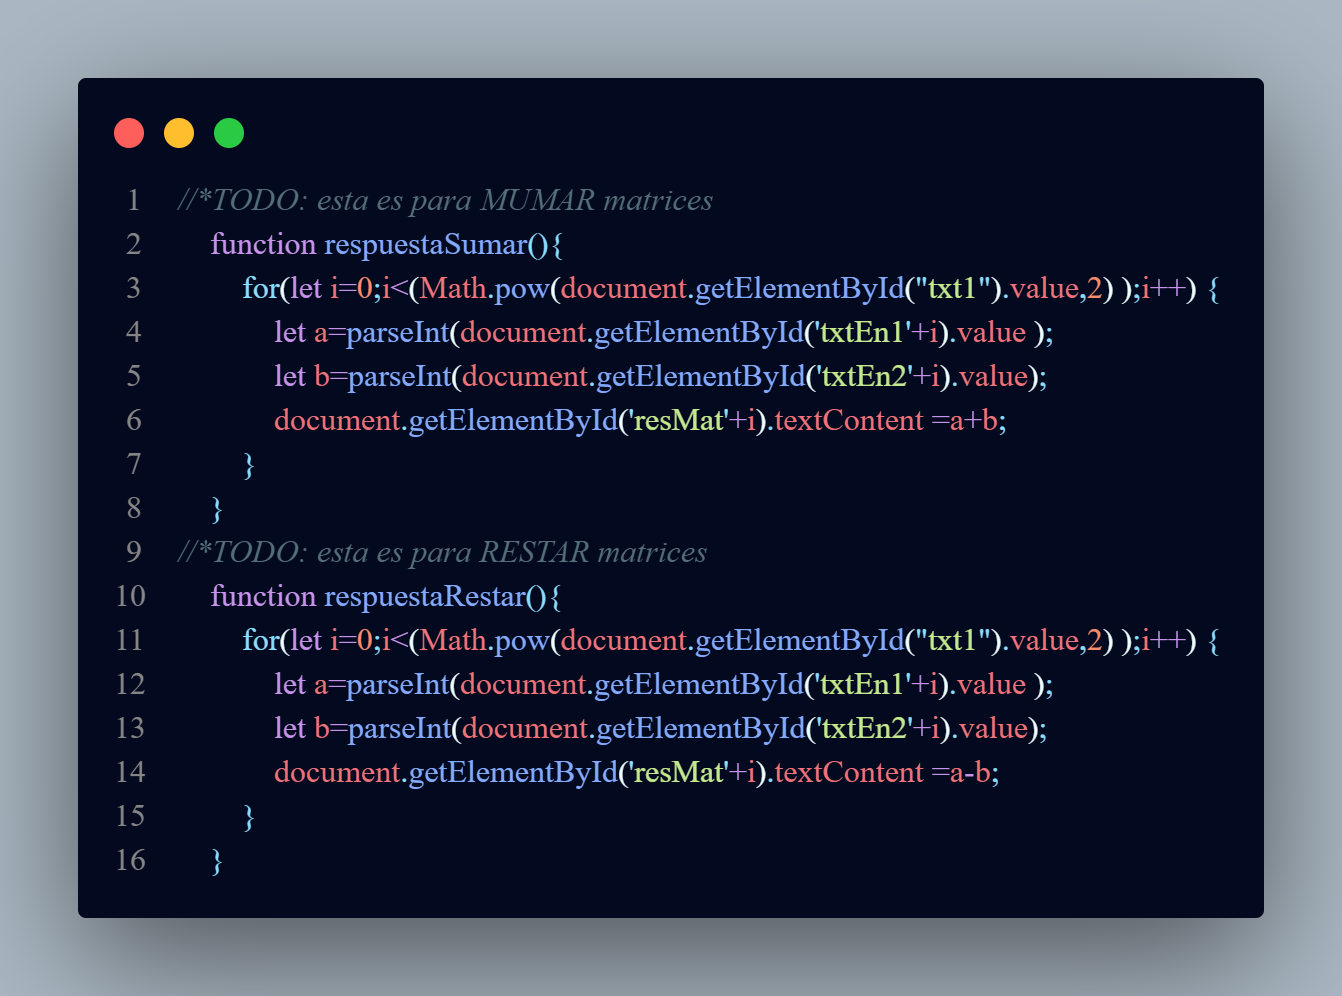 1 //*TODO: esta es para MUMAR matrices
2 function respuestaSumar(){
3 for(let i=0;i<(Math.pow(document.getElementById("txt1").value,2) );i++) {
4 let a=parseInt(document.getElementById('txtEn1'+i).value );
5 let b=parseInt(document.getElementById('txtEn2'+i).value);
6 document.getElementById('resMat'+i).textContent =a+b;
7 }
8 }
9 //*TODO: esta es para RESTAR matrices
10 function respuestaRestar(){
11 for(let i=0;i<(Math.pow(document.getElementById("txt1").value,2) );i++) {
12 let a=parseInt(document.getElementById('txtEn1'+i).value );
13 let b=parseInt(document.getElementById('txtEn2'+i).value);
14 document.getElementById('resMat'+i).textContent =a-b;
15 }
16 }